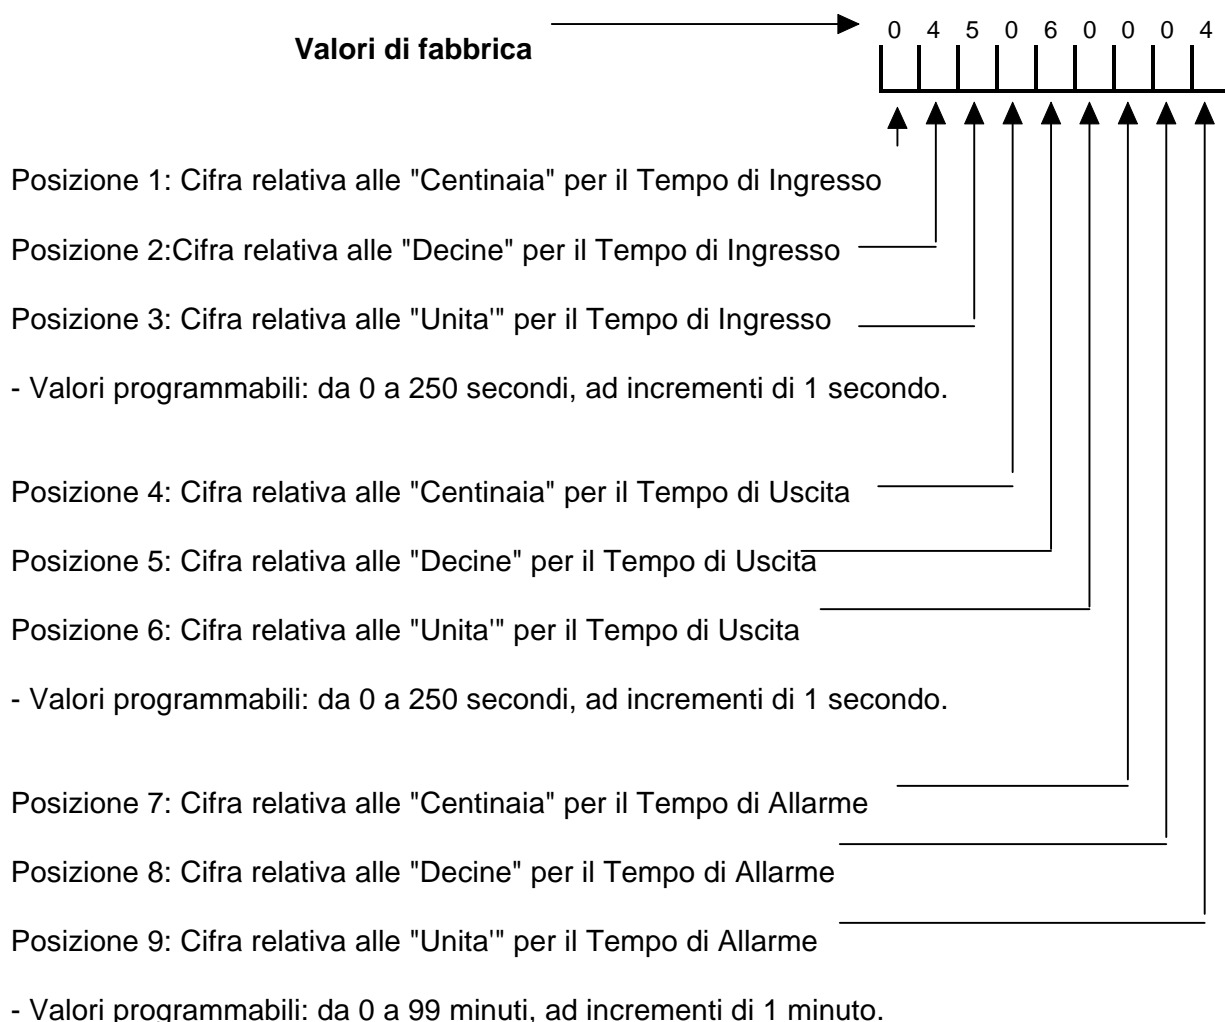 0 4 5 0 6 0 0 0 4
Valori di fabbrica
Posizione 1: Cifra relativa alle "Centinaia" per il Tempo di Ingresso
Posizione 2:Cifra relativa alle "Decine" per il Tempo di Ingresso
Posizione 3: Cifra relativa alle "Unita'" per il Tempo di Ingresso
- Valori programmabili: da 0 a 250 secondi, ad incrementi di 1 secondo.
Posizione 4: Cifra relativa alle "Centinaia" per il Tempo di Uscita
Posizione 5: Cifra relativa alle "Decine" per il Tempo di Uscita
Posizione 6: Cifra relativa alle "Unita'" per il Tempo di Uscita
- Valori programmabili: da 0 a 250 secondi, ad incrementi di 1 secondo.
Posizione 7: Cifra relativa alle "Centinaia" per il Tempo di Allarme
Posizione 8: Cifra relativa alle "Decine" per il Tempo di Allarme
Posizione 9: Cifra relativa alle "Unita'" per il Tempo di Allarme
- Valori programmabili: da 0 a 99 minuti, ad incrementi di 1 minuto.